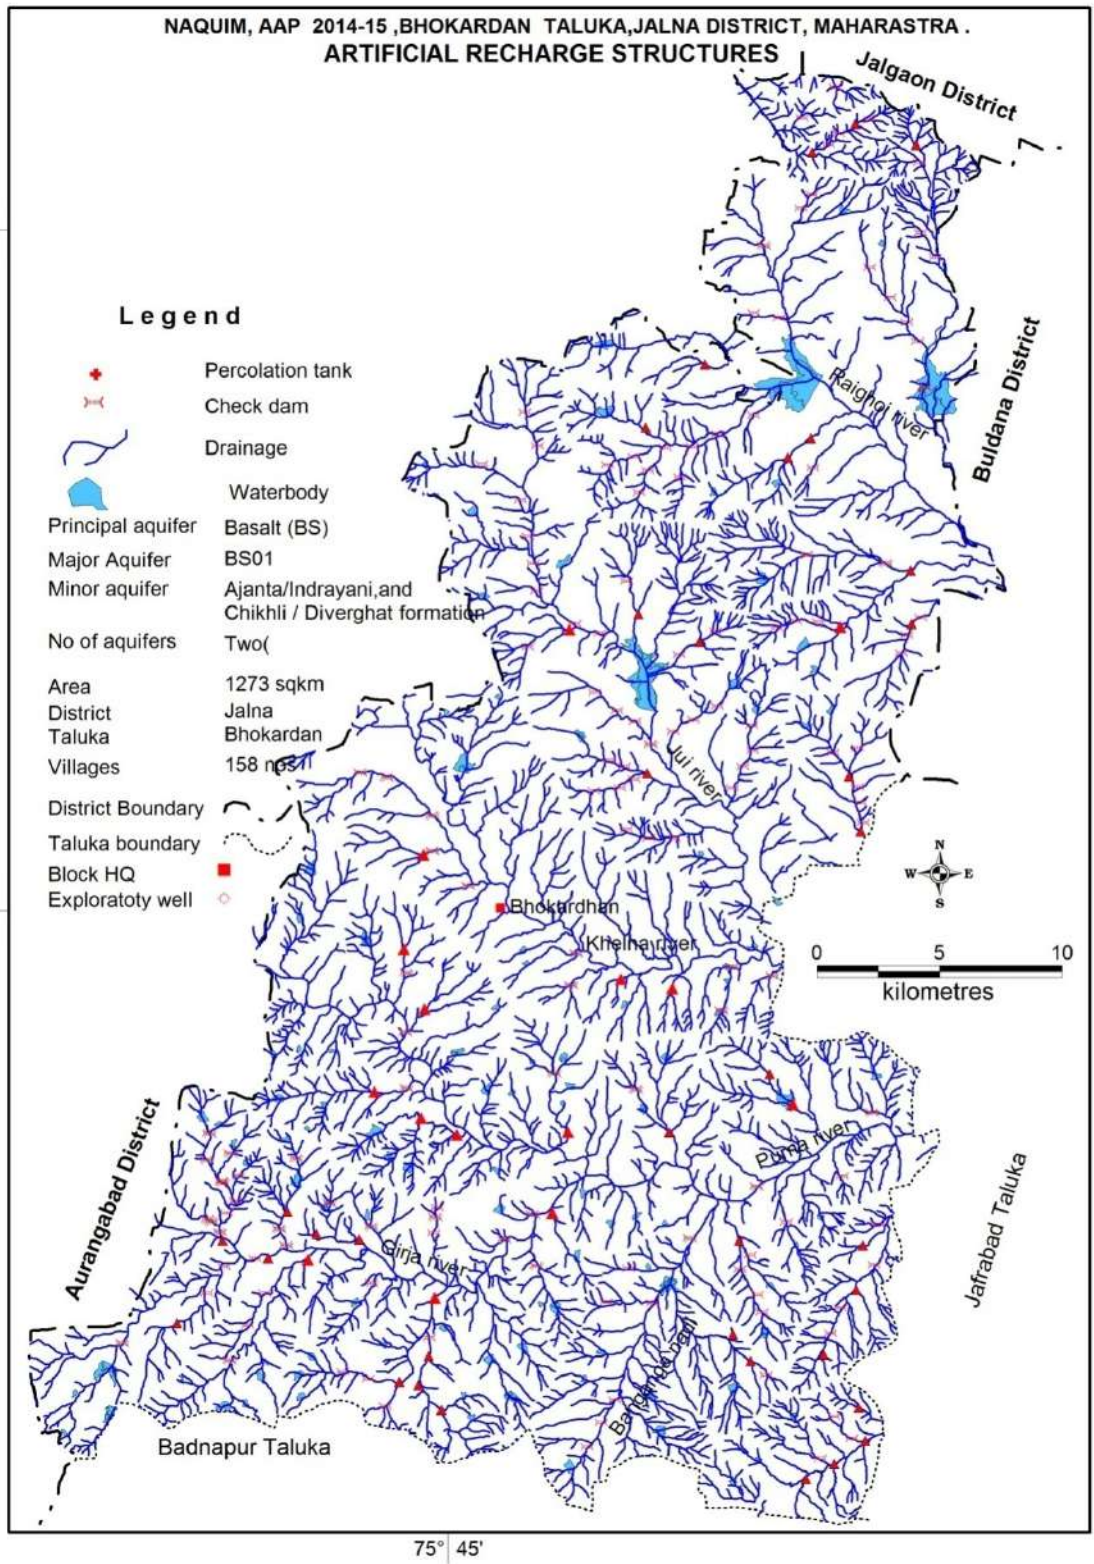 NAQUIM, AAP 2014-15 ,BHOKARDAN TALUKA,JALNA DISTRICT, MAHARASTRA .
ARTIFICIAL RECHARGE STRUCTURES
Jalgaon District
Legend
Percolation tank
Check dam
Drainage
Waterbody
Principal aquifer Basalt (BS)
Major Aquifer BS01
Minor aquifer Ajanta/Indrayani,and
Chikhli / Diverghat formation
No of aquifers Two(
Area 1273 sqkm
District Jalna
Taluka Bhokardan
Villages 158 nos
District Boundary
Taluka boundary
Block HQ
Exploratoty well
Raighol river
Buldana District
Jui river
N
W E
S
Bhokardhan
Khelna river
0 5 10
kilometres
Aurangabad District
Purna river
Jafrabad Taluka
Girja river
Banganga nadi
Badnapur Taluka
75° 45'